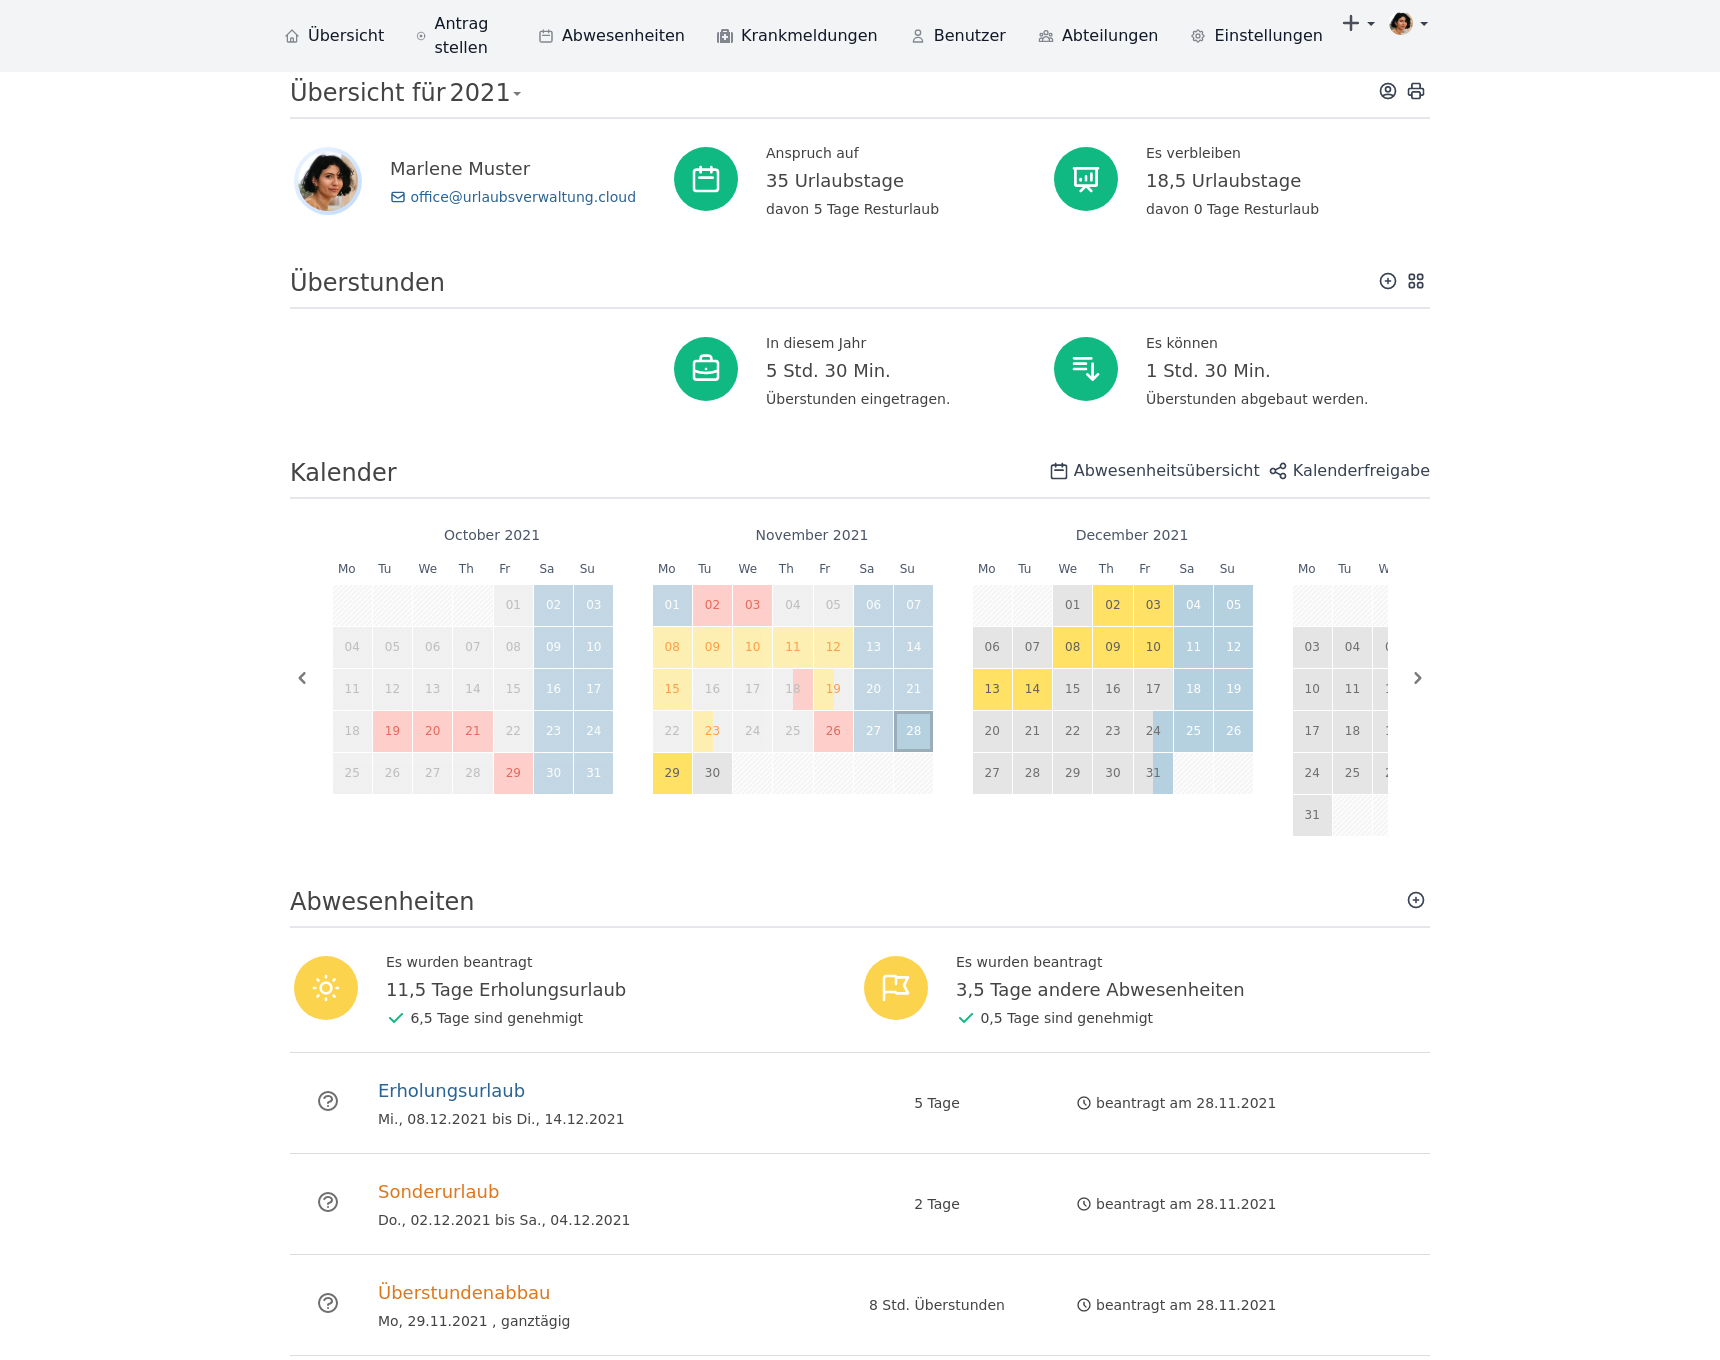 Übersicht
Antrag stellen
Abwesenheiten
Krankmeldungen
Benutzer
Abteilungen
Einstellungen
Übersicht für 2021
Marlene Muster
office@urlaubsverwaltung.cloud
Anspruch auf
35 Urlaubstage
davon 5 Tage Resturlaub
Es verbleiben
18,5 Urlaubstage
davon 0 Tage Resturlaub
Überstunden
In diesem Jahr
5 Std. 30 Min.
Überstunden eingetragen.
Es können
1 Std. 30 Min.
Überstunden abgebaut werden.
Kalender
Abwesenheitsübersicht
Kalenderfreigabe
October 2021
Mo Tu We Th Fr Sa Su
01 02 03
04 05 06 07 08 09 10
11 12 13 14 15 16 17
18 19 20 21 22 23 24
25 26 27 28 29 30 31
November 2021
Mo Tu We Th Fr Sa Su
01 02 03 04 05 06 07
08 09 10 11 12 13 14
15 16 17 18 19 20 21
22 23 24 25 26 27 28
29 30
December 2021
Mo Tu We Th Fr Sa Su
01 02 03 04 05
06 07 08 09 10 11 12
13 14 15 16 17 18 19
20 21 22 23 24 25 26
27 28 29 30 31
Mo Tu
03 04
10 11
17 18
24 25
31
Abwesenheiten
Es wurden beantragt
11,5 Tage Erholungsurlaub
6,5 Tage sind genehmigt
Es wurden beantragt
3,5 Tage andere Abwesenheiten
0,5 Tage sind genehmigt
Erholungsurlaub
Mi., 08.12.2021 bis Di., 14.12.2021
5 Tage
beantragt am 28.11.2021
Sonderurlaub
Do., 02.12.2021 bis Sa., 04.12.2021
2 Tage
beantragt am 28.11.2021
Überstundenabbau
Mo, 29.11.2021 , ganztägig
8 Std. Überstunden
beantragt am 28.11.2021